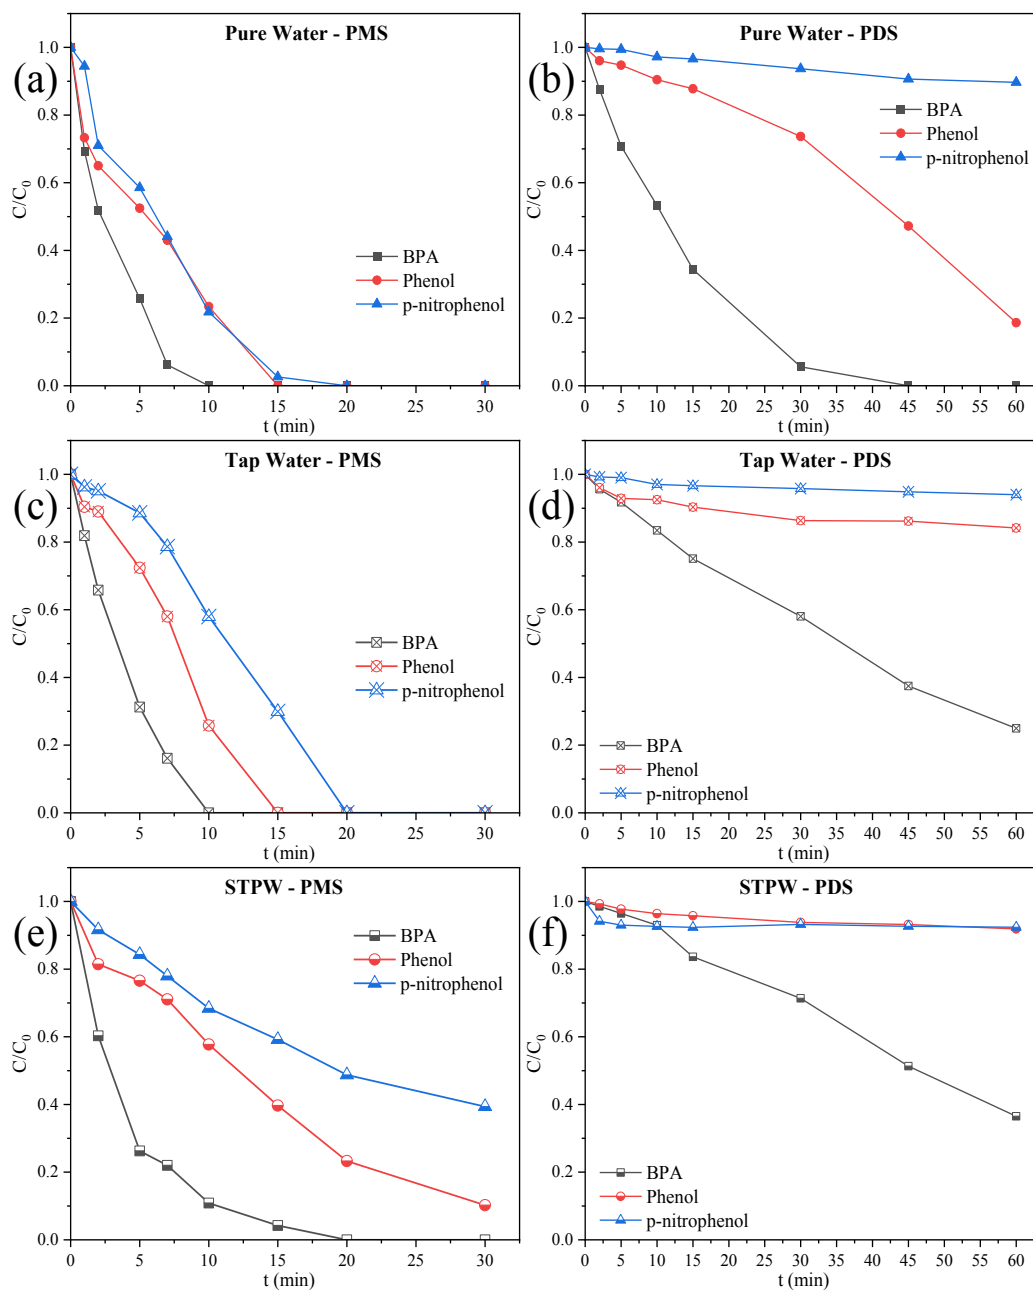 Pure Water - PMS
(a)
1.0
0.8
0.6
0.4
0.2
0.0
C/C0
BPA
Phenol
p-nitrophenol
0 5 10 15 20 25 30
t (min)
Pure Water - PDS
(b)
1.0
0.8
0.6
0.4
0.2
0.0
C/C0
BPA
Phenol
p-nitrophenol
0 5 10 15 20 25 30 35 40 45 50 55 60
t (min)
Tap Water - PMS
(c)
1.0
0.8
0.6
0.4
0.2
0.0
C/C0
BPA
Phenol
p-nitrophenol
0 5 10 15 20 25 30
t (min)
Tap Water - PDS
(d)
1.0
0.8
0.6
0.4
0.2
0.0
C/C0
BPA
Phenol
p-nitrophenol
0 5 10 15 20 25 30 35 40 45 50 55 60
t (min)
STPW - PMS
(e)
1.0
0.8
0.6
0.4
0.2
0.0
C/C0
BPA
Phenol
p-nitrophenol
0 5 10 15 20 25 30
t (min)
STPW - PDS
(f)
1.0
0.8
0.6
0.4
0.2
0.0
C/C0
BPA
Phenol
p-nitrophenol
0 5 10 15 20 25 30 35 40 45 50 55 60
t (min)